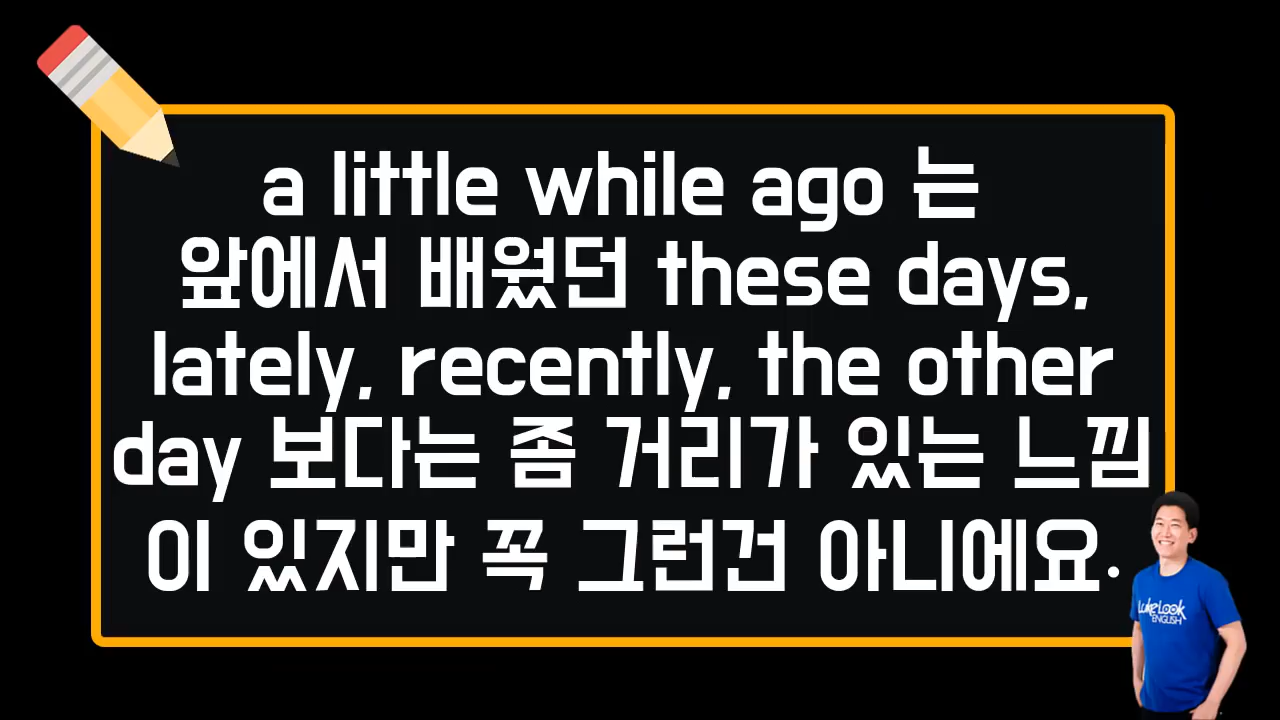 a little while ago 는
앞에서 배웠던 these days,
lately, recently, the other
day 보다는 좀 거리가 있는 느낌
이 있지만 꼭 그런건 아니에요.
LukeLook
ENGLISH